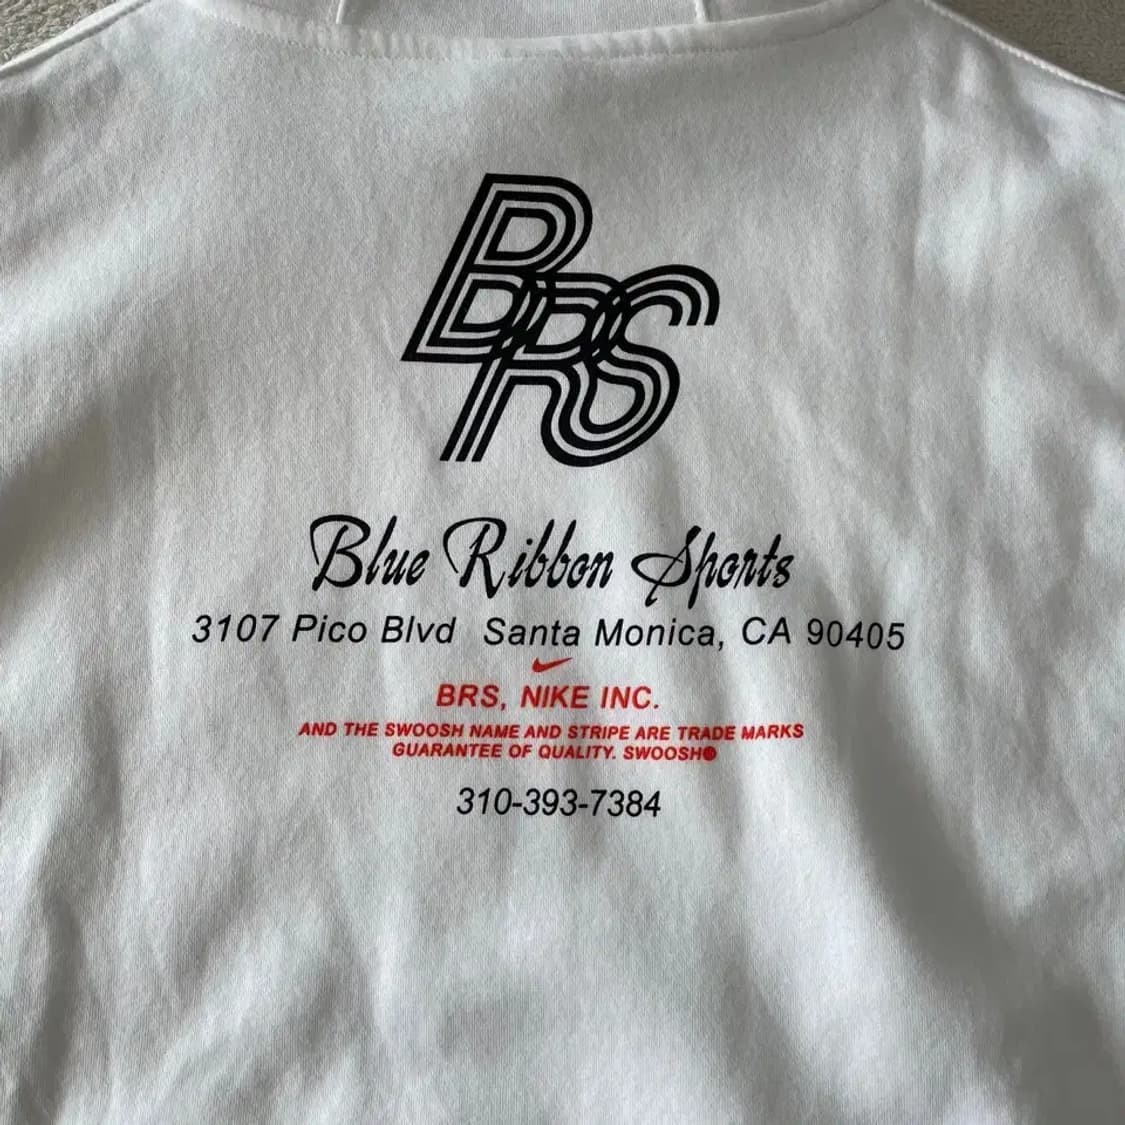 BRS
Blue Ribbon Sports
3107 Pico Blvd Santa Monica, CA 90405
BRS, NIKE INC.
AND THE SWOOSH NAME AND STRIPE ARE TRADE MARKS
GUARANTEE OF QUALITY. SWOOSH®
310-393-7384